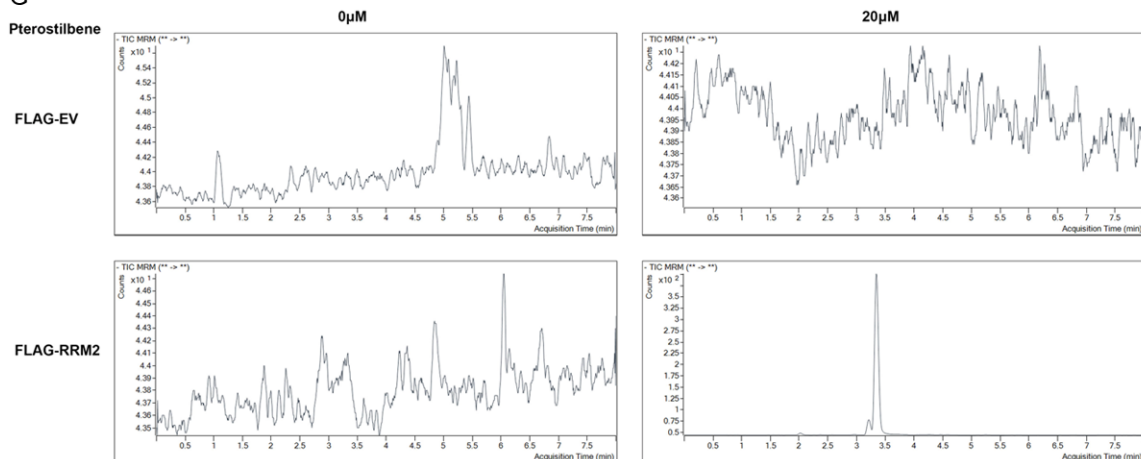 G
Pterostilbene
0μM
20μM
FLAG-EV
- TIC MRM (** -> **)
x10 1
Counts
4.54
4.52
4.5
4.48
4.46
4.44
4.42
4.4
4.38
4.36
0.5 1 1.5 2 2.5 3 3.5 4 4.5 5 5.5 6 6.5 7 7.5
Acquisition Time (min)
- TIC MRM (** -> **)
x10 1
Counts
4.42
4.415
4.41
4.405
4.4
4.395
4.39
4.385
4.38
4.375
4.37
4.365
4.36
0.5 1 1.5 2 2.5 3 3.5 4 4.5 5 5.5 6 6.5 7 7.5
Acquisition Time (min)
FLAG-RRM2
- TIC MRM (** -> **)
x10 1
Counts
4.46
4.45
4.44
4.43
4.42
4.41
4.4
4.39
4.38
4.37
4.36
4.35
0.5 1 1.5 2 2.5 3 3.5 4 4.5 5 5.5 6 6.5 7 7.5
Acquisition Time (min)
- TIC MRM (** -> **)
x10 2
Counts
3.5
3.25
3
2.75
2.5
2.25
2
1.75
1.5
1.25
1
0.75
0.5
0.5 1 1.5 2 2.5 3 3.5 4 4.5 5 5.5 6 6.5 7 7.5
Acquisition Time (min)